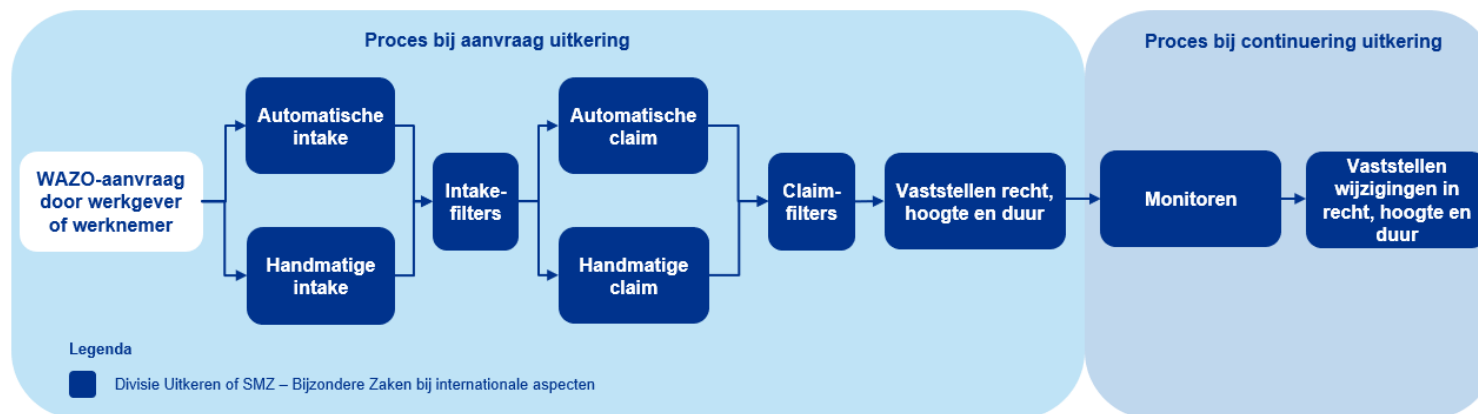 Proces bij aanvraag uitkering
Proces bij continuering uitkering
WAZO-aanvraag
door werkgever
of werknemer
Automatische
intake
Handmatige
intake
Intake-
filters
Automatische
claim
Handmatige
claim
Claim-
filters
Vaststellen recht,
hoogte en duur
Monitoren
Vaststellen
wijzigingen in
recht, hoogte en
duur
Legenda
Divisie Uitkeren of SMZ – Bijzondere Zaken bij internationale aspecten